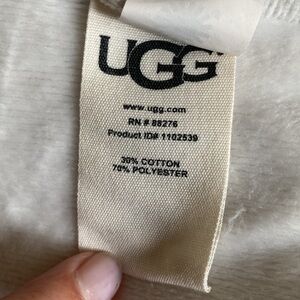 UGG
www.ugg.com
RN # 88276
Product ID# 1102539
30% COTTON
70% POLYESTER